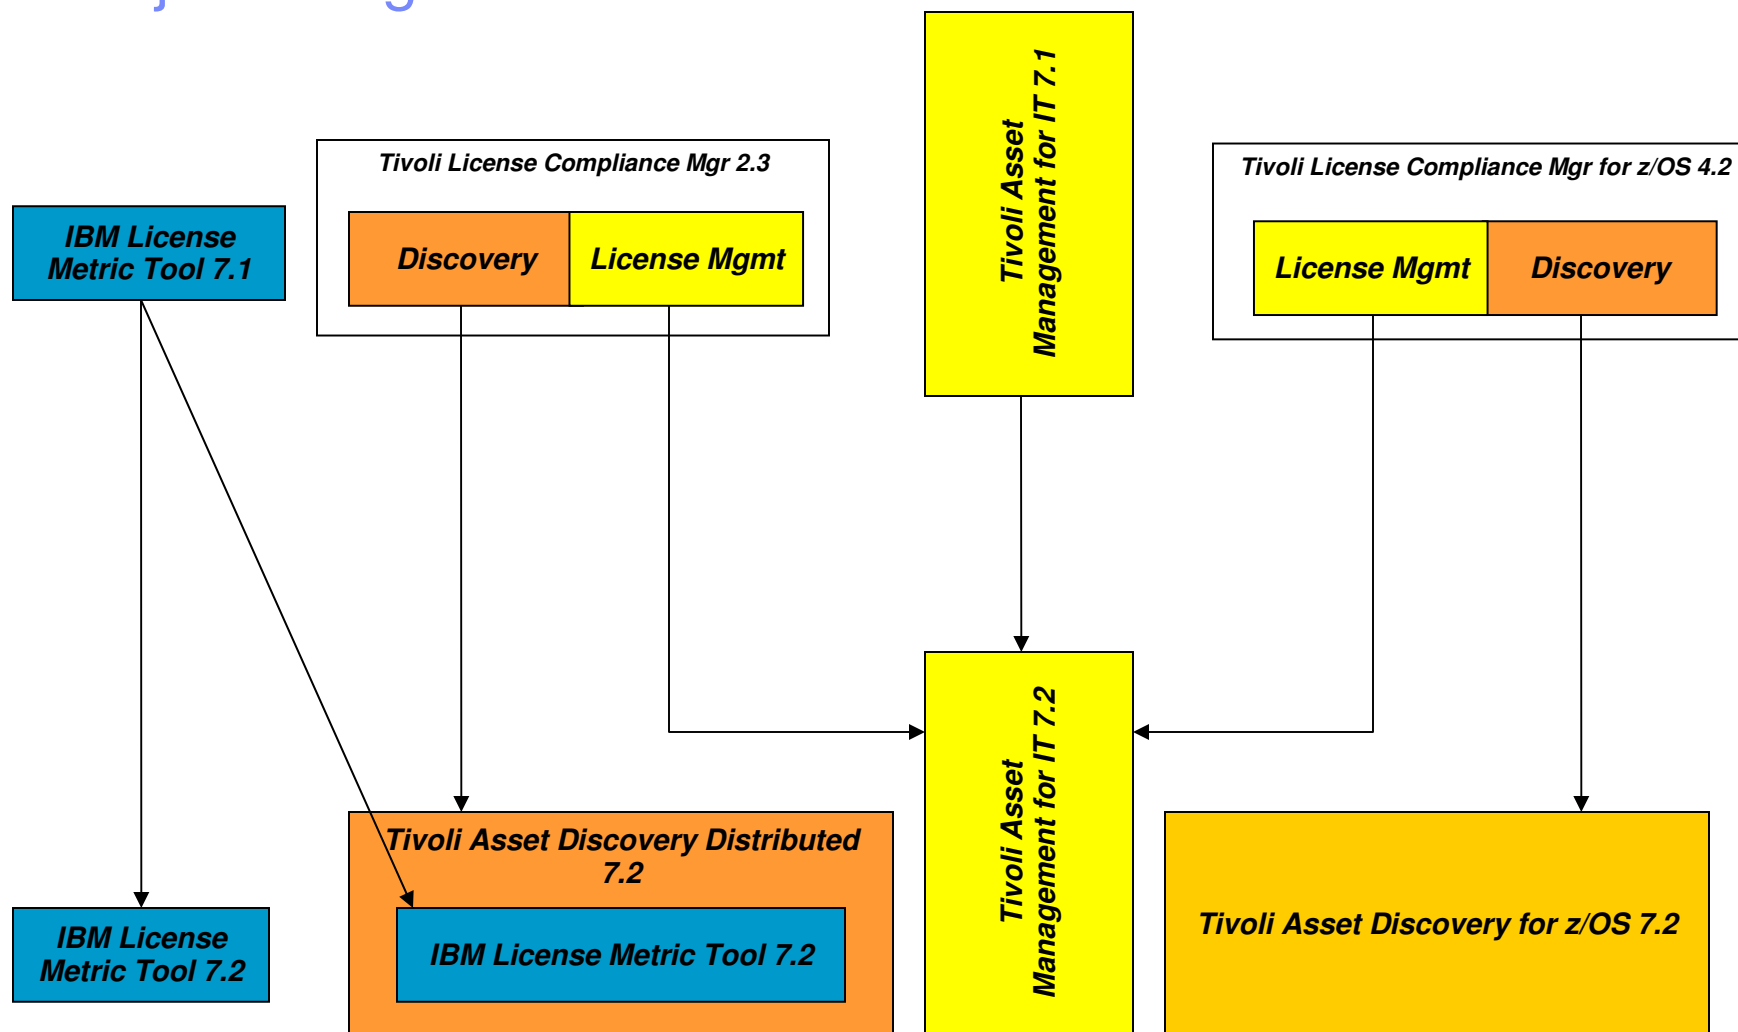 Tivoli Asset
Management for IT 7.1
Tivoli License Compliance Mgr 2.3
Tivoli License Compliance Mgr for z/OS 4.2
IBM License
Metric Tool 7.1
Discovery
License Mgmt
License Mgmt
Discovery
Tivoli Asset
Management for IT 7.2
Tivoli Asset Discovery Distributed
7.2
IBM License
Metric Tool 7.2
IBM License Metric Tool 7.2
Tivoli Asset Discovery for z/OS 7.2